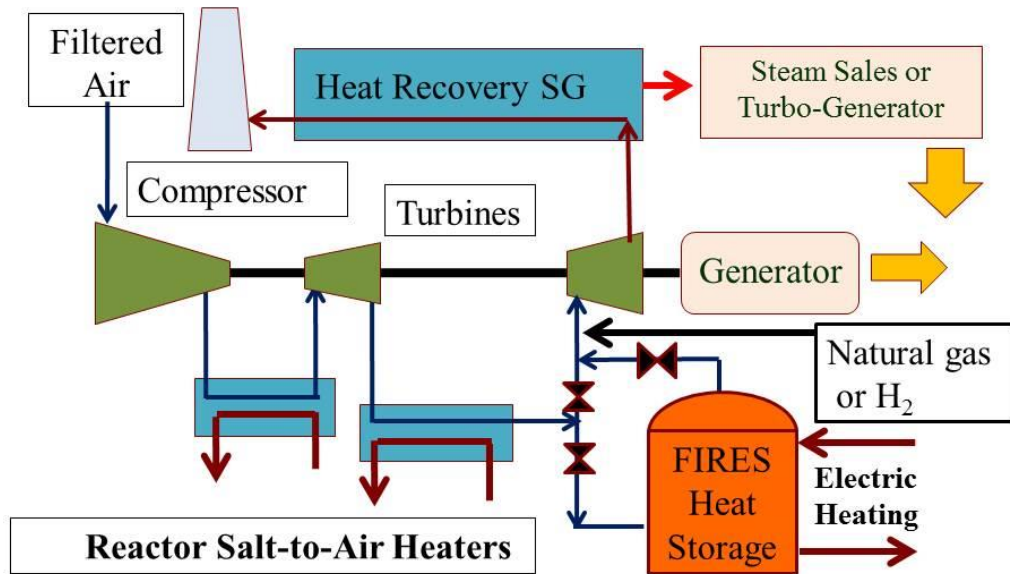 Filtered
Air
Heat Recovery SG
Steam Sales or
Turbo-Generator
Compressor
Turbines
Generator
Natural gas
or H₂
FIRES
Heat
Storage
Electric
Heating
Reactor Salt-to-Air Heaters